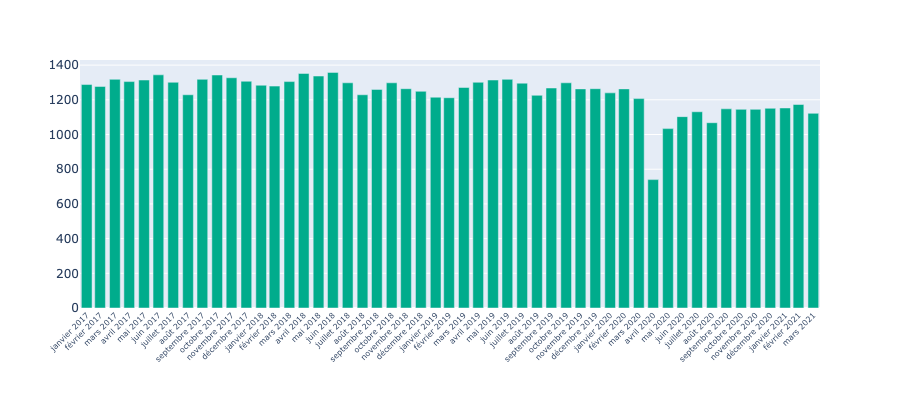 1400
1200
1000
800
600
400
200
0
janvier 2017
février 2017
mars 2017
avril 2017
mai 2017
juin 2017
juillet 2017
août 2017
septembre 2017
octobre 2017
novembre 2017
décembre 2017
janvier 2018
février 2018
mars 2018
avril 2018
mai 2018
juin 2018
juillet 2018
août 2018
septembre 2018
octobre 2018
novembre 2018
décembre 2018
janvier 2019
février 2019
mars 2019
avril 2019
mai 2019
juin 2019
juillet 2019
août 2019
septembre 2019
octobre 2019
novembre 2019
décembre 2019
janvier 2020
février 2020
mars 2020
avril 2020
mai 2020
juin 2020
juillet 2020
août 2020
septembre 2020
octobre 2020
novembre 2020
décembre 2020
janvier 2021
février 2021
mars 2021